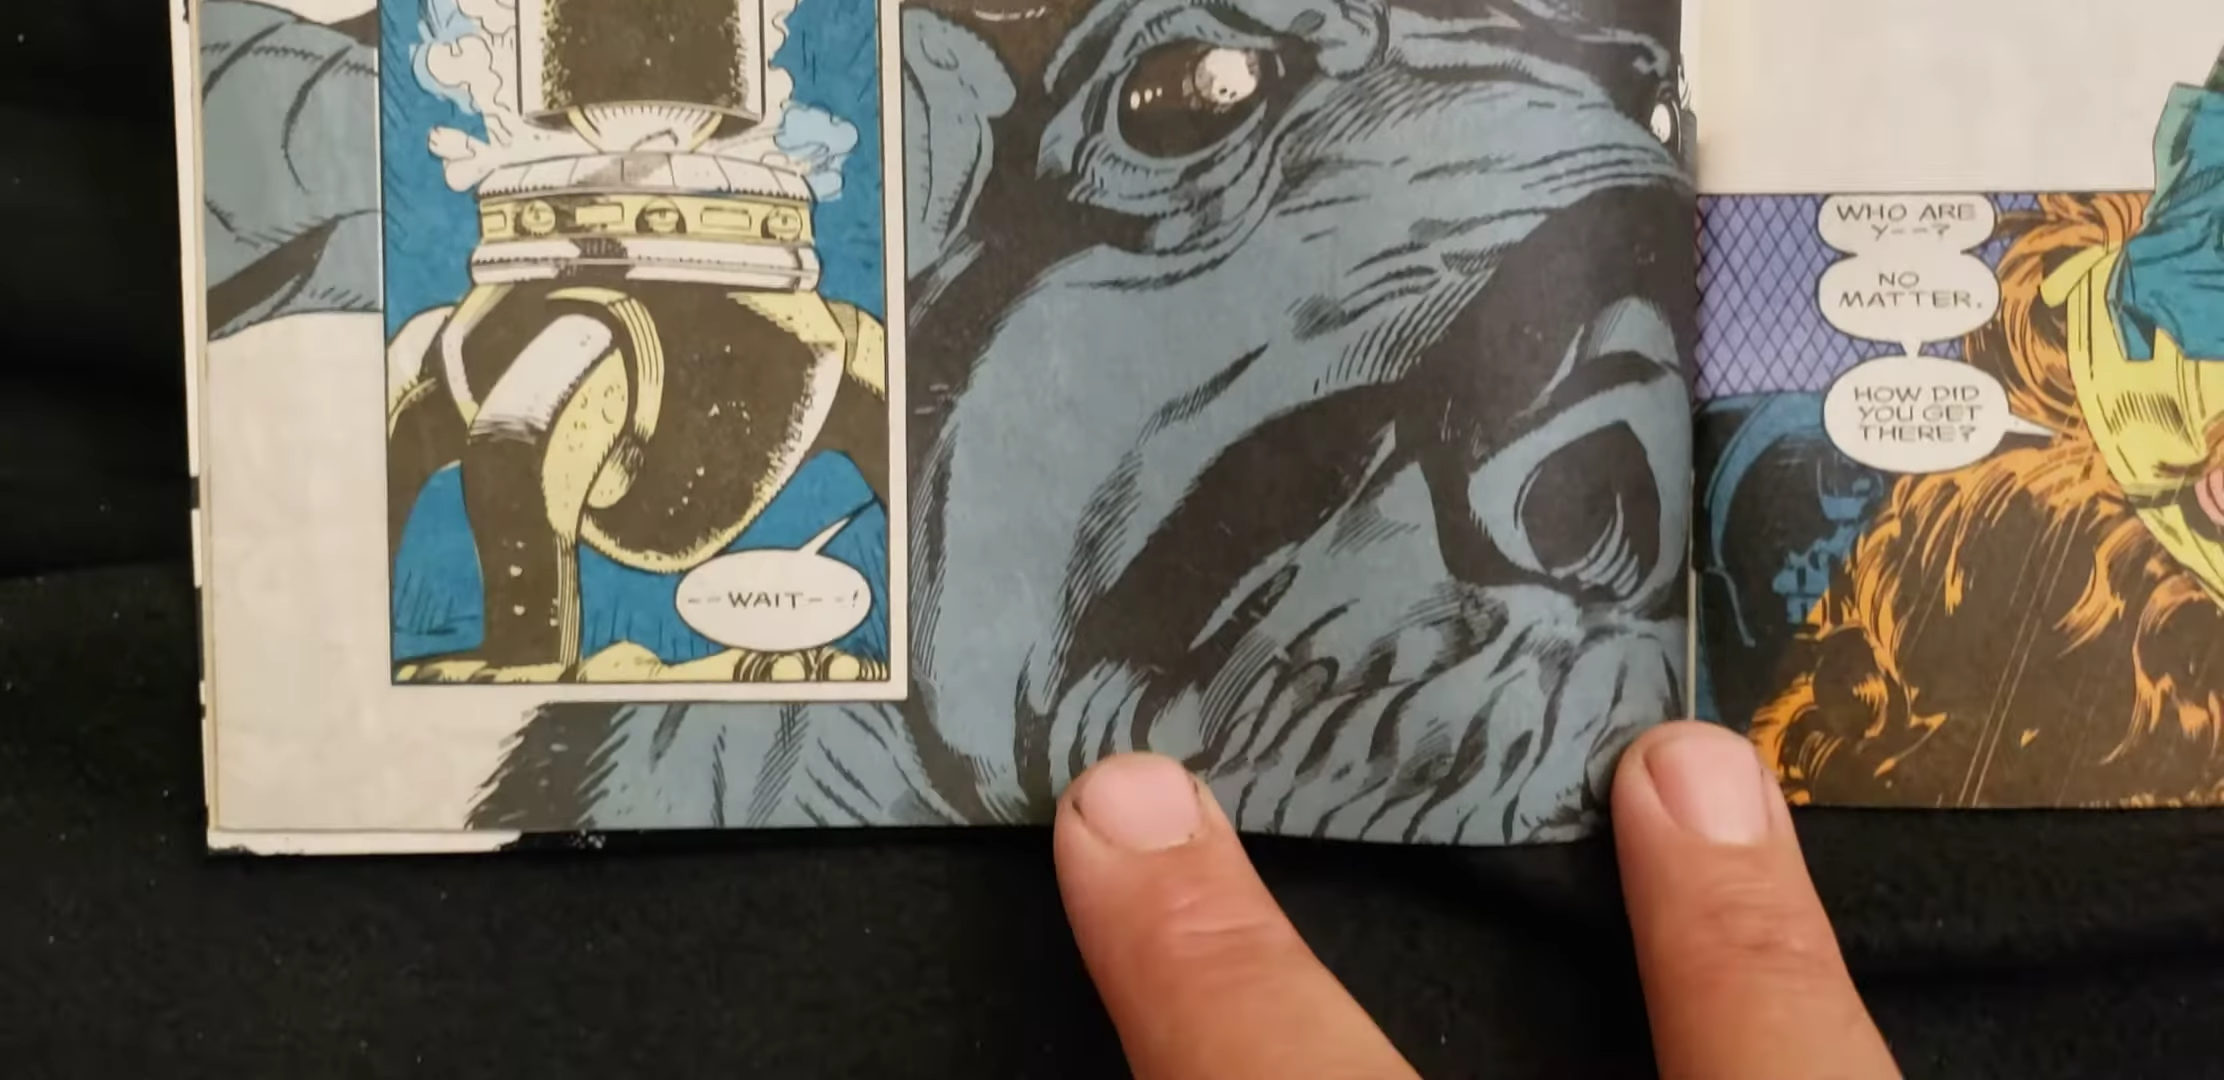 --WAIT--!
WHO ARE
Y--?
NO
MATTER.
HOW DID
YOU GET
THERE?